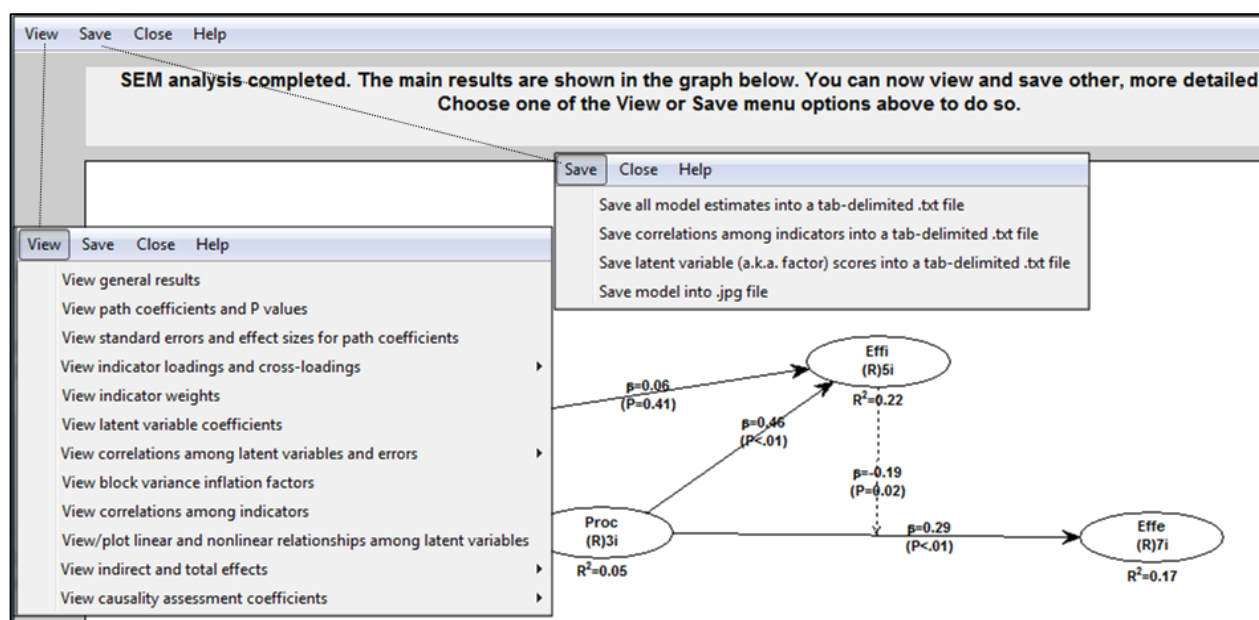 View Save Close Help
SEM analysis completed. The main results are shown in the graph below. You can now view and save other, more detailed
Choose one of the View or Save menu options above to do so.
Save Close Help
Save all model estimates into a tab-delimited .txt file
Save correlations among indicators into a tab-delimited .txt file
Save latent variable (a.k.a. factor) scores into a tab-delimited .txt file
Save model into .jpg file
View Save Close Help
View general results
View path coefficients and P values
View standard errors and effect sizes for path coefficients
View indicator loadings and cross-loadings
View indicator weights
View latent variable coefficients
View correlations among latent variables and errors
View block variance inflation factors
View correlations among indicators
View/plot linear and nonlinear relationships among latent variables
View indirect and total effects
View causality assessment coefficients
Effi
(R)5i
R²=0.22
β=0.06
(P=0.41)
β=0.46
(P<.01)
β=-0.19
(P=0.02)
Proc
(R)3i
R²=0.05
β=0.29
(P<.01)
Effe
(R)7i
R²=0.17